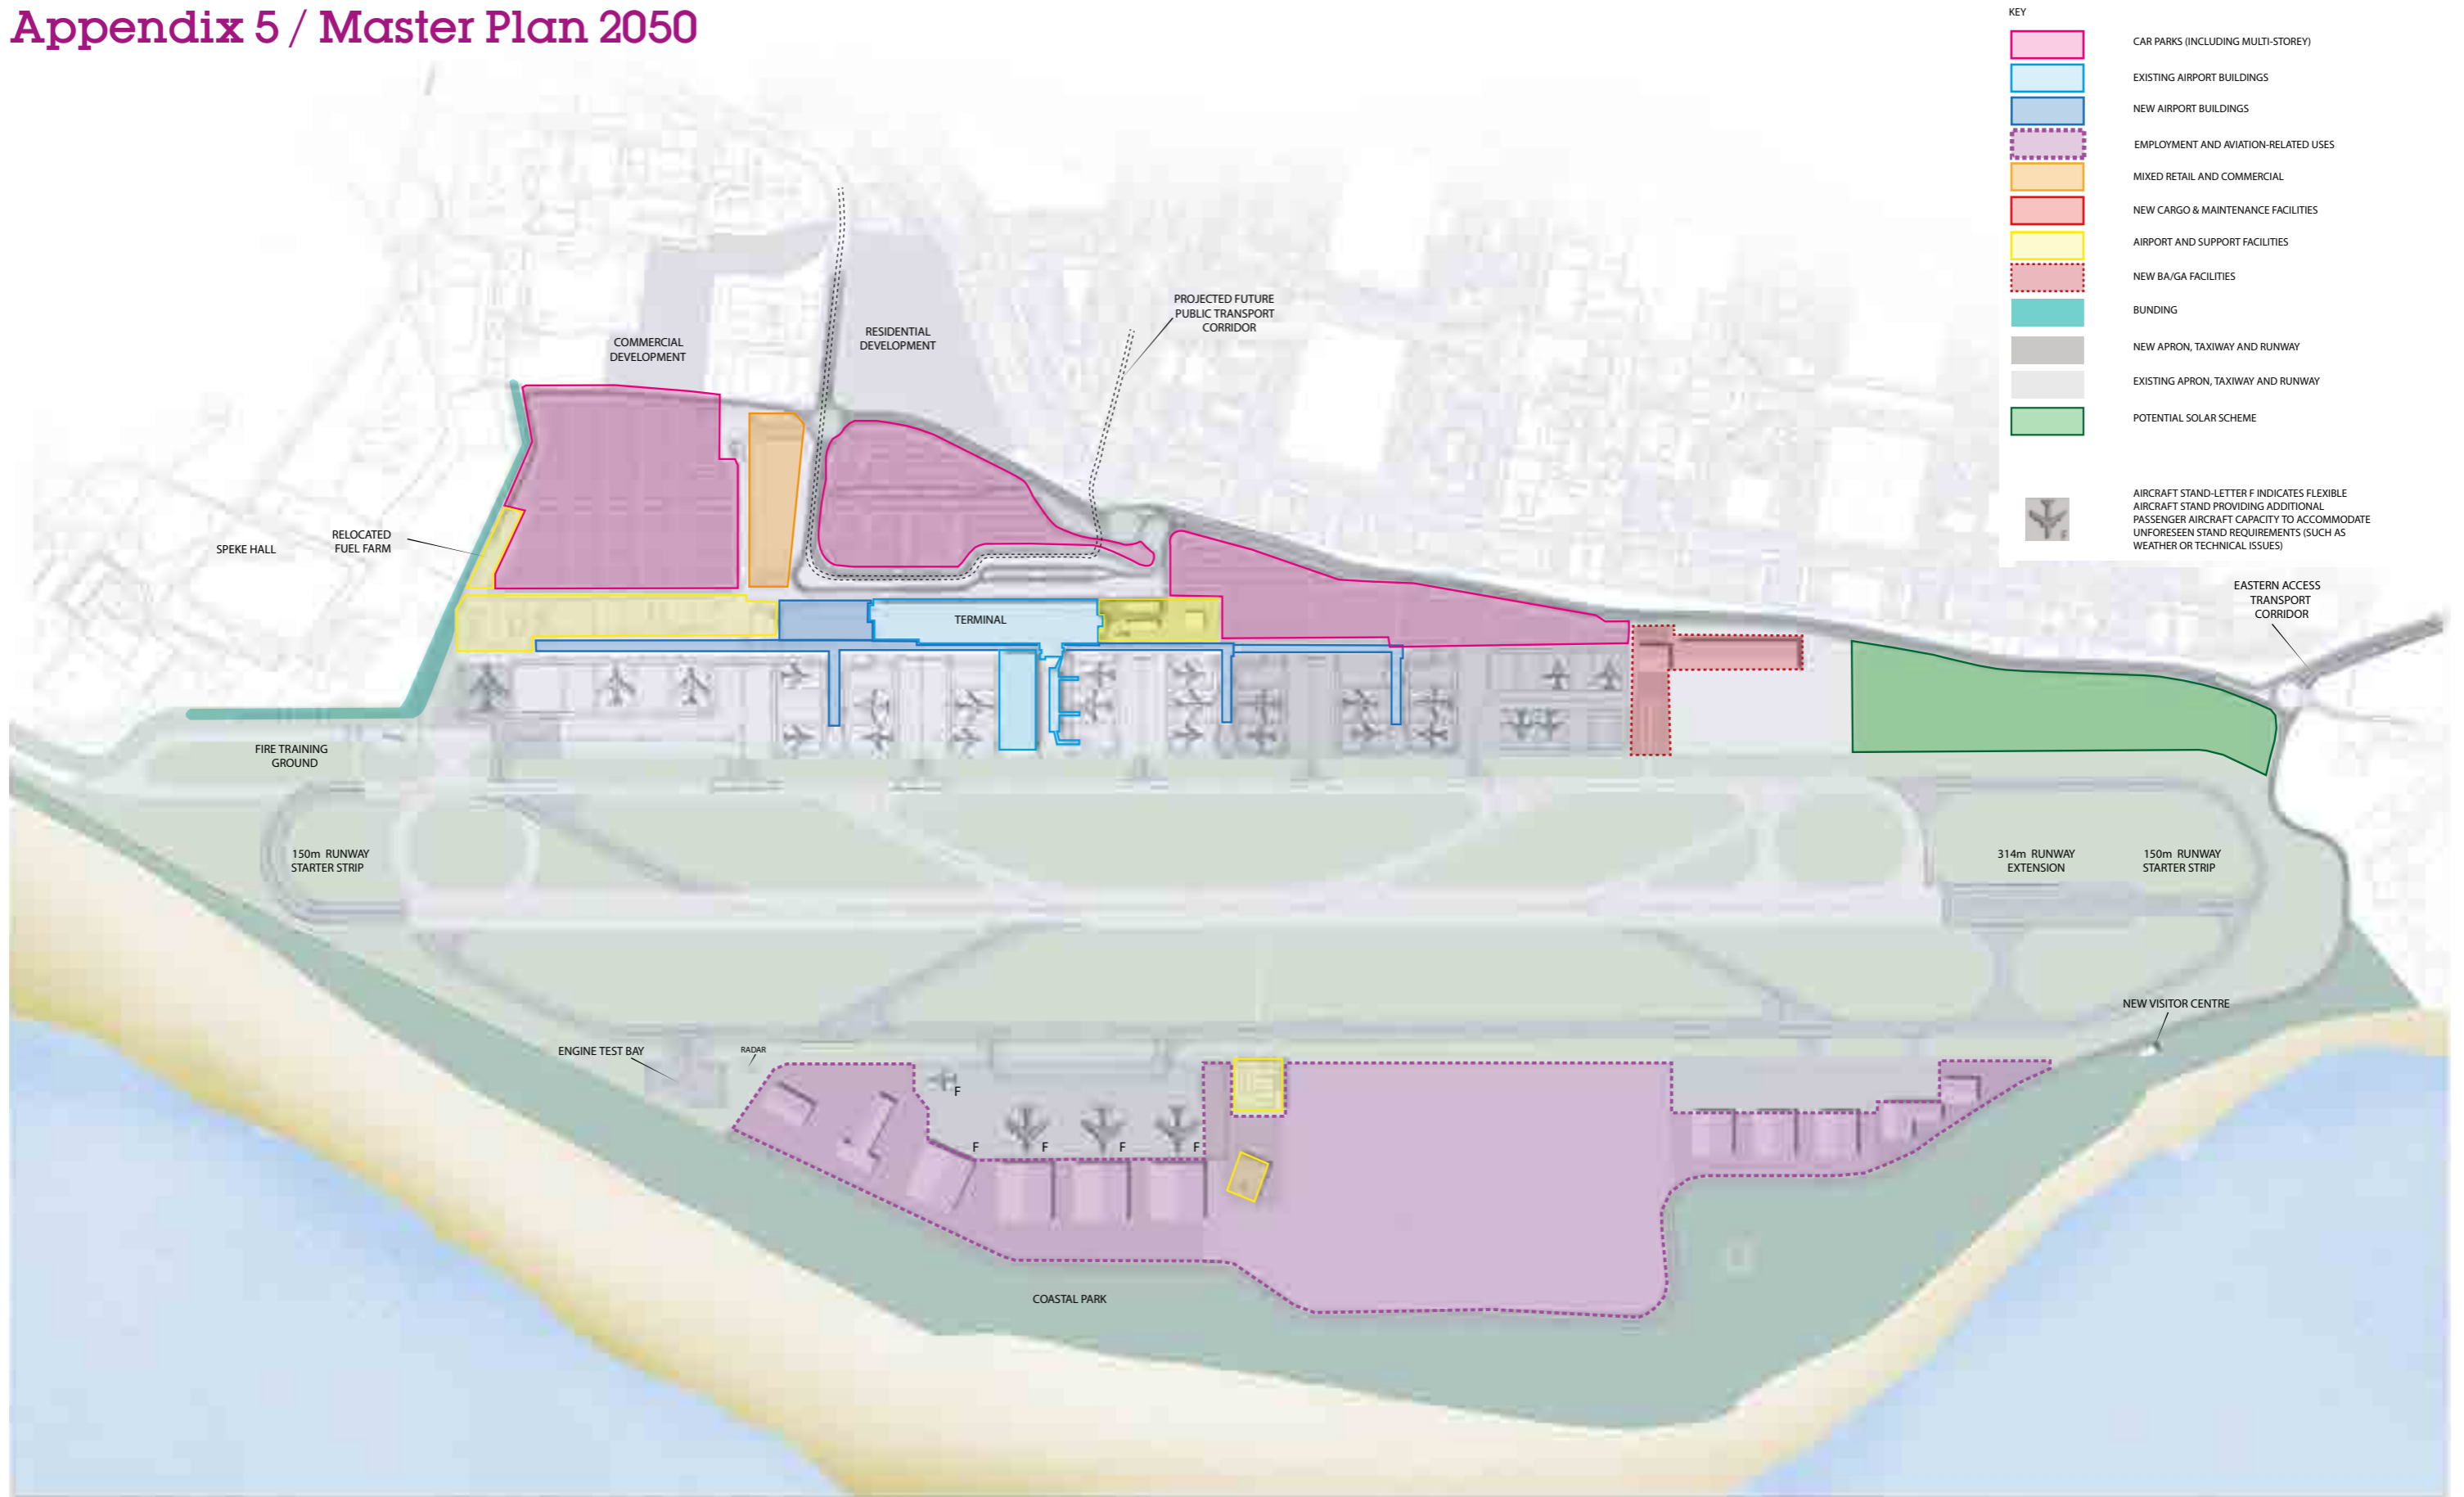 Appendix 5 / Master Plan 2050
KEY
CAR PARKS (INCLUDING MULTI-STOREY)
EXISTING AIRPORT BUILDINGS
NEW AIRPORT BUILDINGS
EMPLOYMENT AND AVIATION-RELATED USES
MIXED RETAIL AND COMMERCIAL
NEW CARGO & MAINTENANCE FACILITIES
AIRPORT AND SUPPORT FACILITIES
NEW BA/GA FACILITIES
BUNDING
NEW APRON, TAXIWAY AND RUNWAY
EXISTING APRON, TAXIWAY AND RUNWAY
POTENTIAL SOLAR SCHEME
F
AIRCRAFT STAND-LETTER F INDICATES FLEXIBLE
AIRCRAFT STAND PROVIDING ADDITIONAL
PASSENGER AIRCRAFT CAPACITY TO ACCOMMODATE
UNFORESEEN STAND REQUIREMENTS (SUCH AS
WEATHER OR TECHNICAL ISSUES)
PROJECTED FUTURE
PUBLIC TRANSPORT
CORRIDOR
RESIDENTIAL
DEVELOPMENT
COMMERCIAL
DEVELOPMENT
RELOCATED
FUEL FARM
SPEKE HALL
EASTERN ACCESS
TRANSPORT
CORRIDOR
TERMINAL
FIRE TRAINING
GROUND
150m RUNWAY
STARTER STRIP
314m RUNWAY
EXTENSION
150m RUNWAY
STARTER STRIP
NEW VISITOR CENTRE
ENGINE TEST BAY
RADAR
F
F
F
F
F
COASTAL PARK